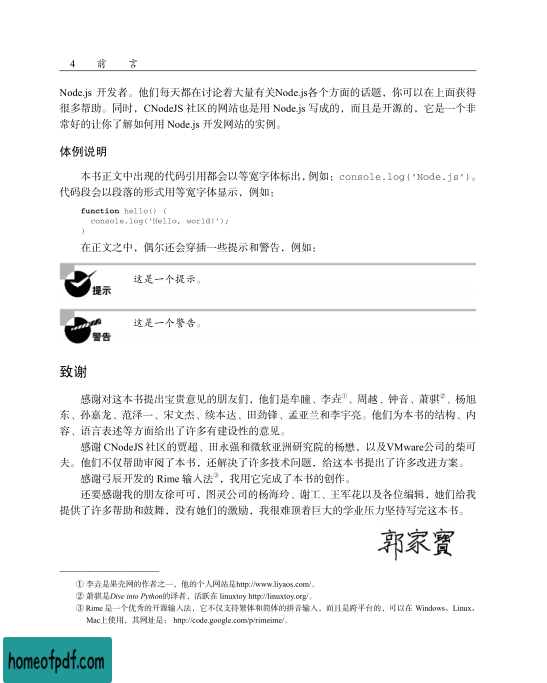 4 前 言
Node.js 开发者。他们每天都在讨论着大量有关Node.js各个方面的话题，你可以在上面获得
很多帮助。同时，CNodeJS 社区的网站也是用 Node.js 写成的，而且是开源的，它是一个非
常好的让你了解如何用 Node.js 开发网站的实例。
体例说明
本书正文中出现的代码引用都会以等宽字体标出，例如：console.log('Node.js')。
代码段会以段落的形式用等宽字体显示，例如：
function hello() {
console.log('Hello, world!');
}
在正文之中，偶尔还会穿插一些提示和警告，例如：
这是一个提示。
提示
这是一个警告。
警告
致谢
感谢对这本书提出宝贵意见的朋友们，他们是牟瞳、李垚①、周越、钟音、萧骐②、杨旭
东、孙嘉龙、范泽一、宋文杰、续本达、田劲锋、孟亚兰和李宇亮。他们为本书的结构、内
容、语言表述等方面给出了许多有建设性的意见。
感谢 CNodeJS 社区的贾超、田永强和微软亚洲研究院的杨懋，以及VMware公司的柴可
夫。他们不仅帮助审阅了本书，还解决了许多技术问题，给这本书提出了许多改进方案。
感谢弓辰开发的 Rime 输入法③，我用它完成了本书的创作。
还要感谢我的朋友徐可可，图灵公司的杨海玲、谢工、王军花以及各位编辑，她们给我
提供了许多帮助和鼓舞，没有她们的激励，我很难顶着巨大的学业压力坚持写完这本书。
郭家寶
① 李垚是果壳网的作者之一，他的个人网站是http://www.liyaos.com/。
② 萧骐是Dive into Python的译者，活跃在 linuxtoy http://linuxtoy.org/。
③ Rime 是一个优秀的开源输入法，它不仅支持繁体和简体的拼音输入，而且是跨平台的，可以在 Windows、Linux、
Mac上使用，其网址是： http://code.google.com/p/rimeime/。
homeofpdf.com